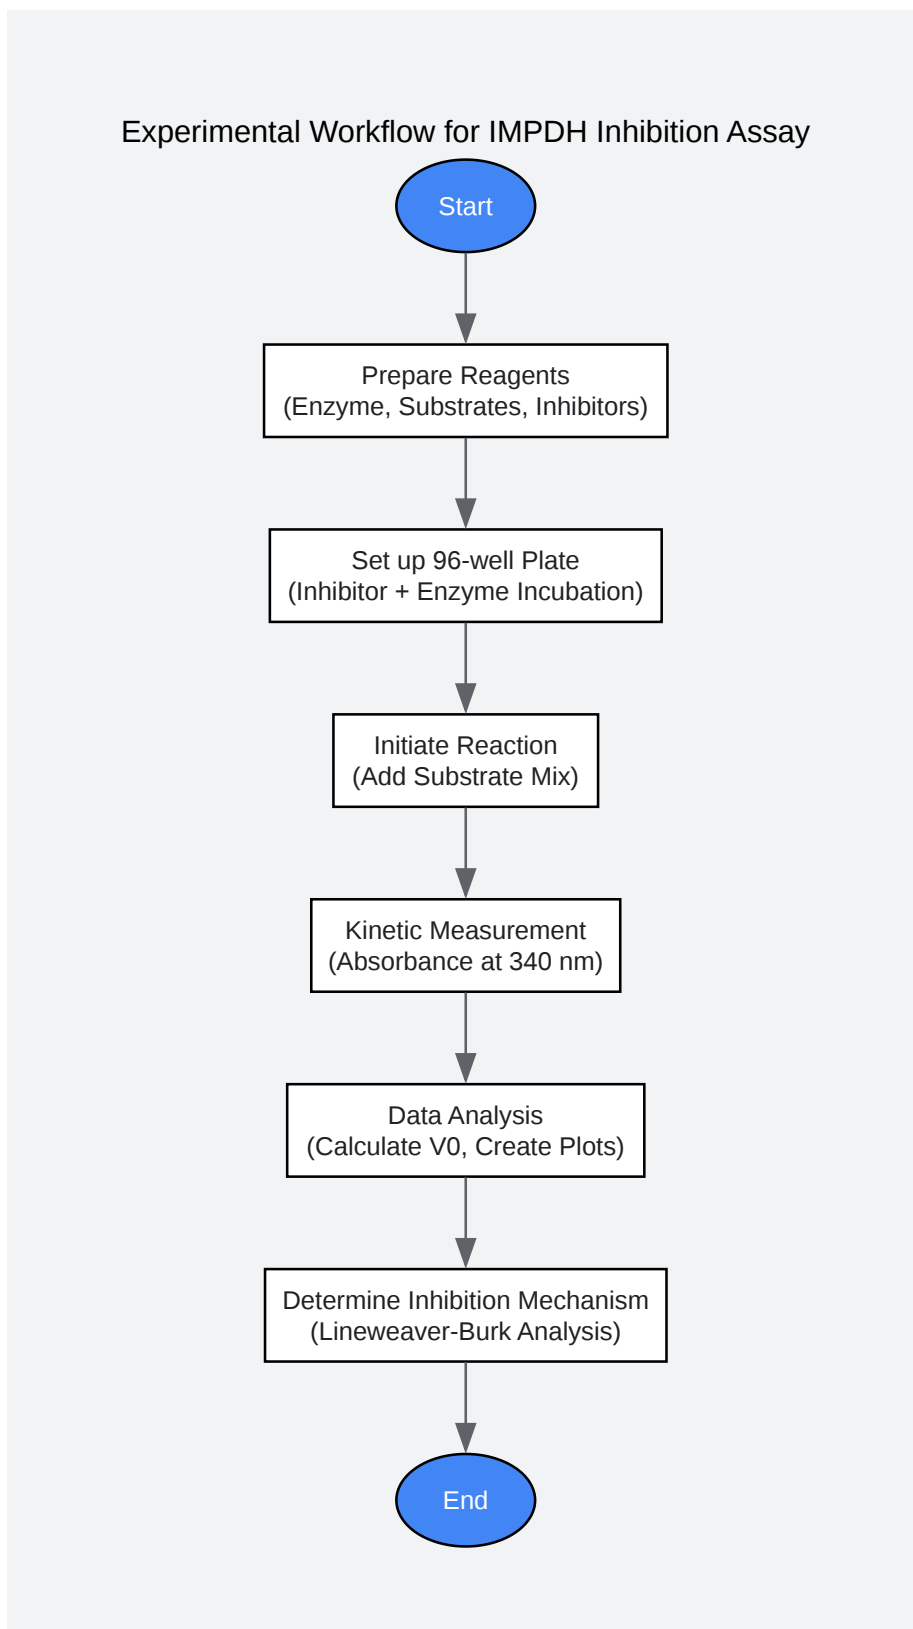 Experimental Workflow for IMPDH Inhibition Assay
Start
Prepare Reagents
(Enzyme, Substrates, Inhibitors)
Set up 96-well Plate
(Inhibitor + Enzyme Incubation)
Initiate Reaction
(Add Substrate Mix)
Kinetic Measurement
(Absorbance at 340 nm)
Data Analysis
(Calculate V0, Create Plots)
Determine Inhibition Mechanism
(Lineweaver-Burk Analysis)
End